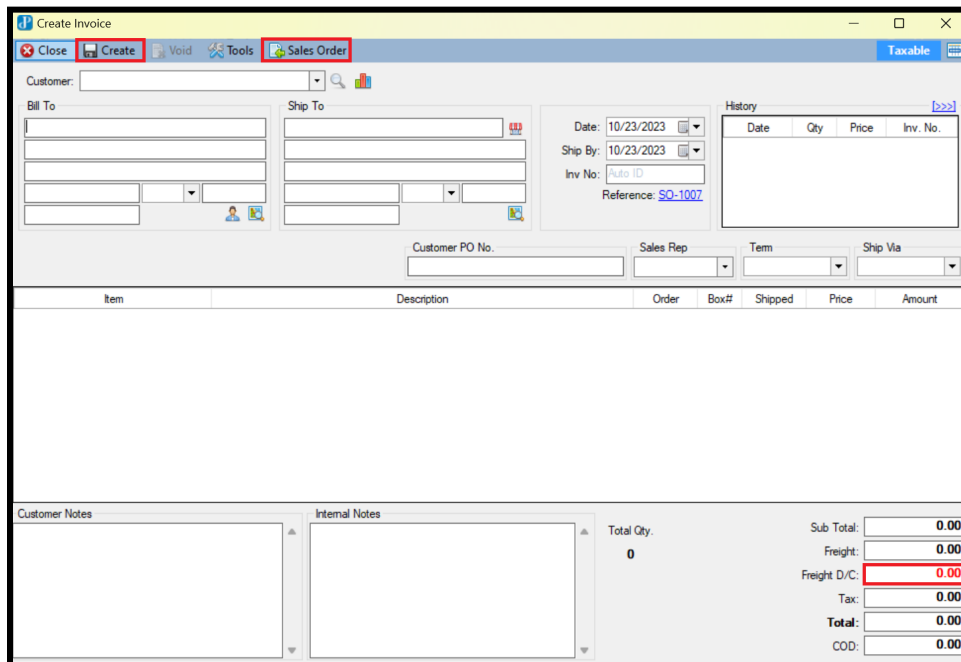 Create Invoice
Close Create Void Tools Sales Order Taxable
Customer:
Bill To Ship To History [>>>]
Date: 10/23/2023 Date Qty Price Inv. No.
Ship By: 10/23/2023
Inv No: Auto ID
Reference: SO-1007
Customer PO No. Sales Rep Term Ship Via
Item Description Order Box# Shipped Price Amount
Customer Notes Internal Notes
Total Qty. Sub Total: 0.00
0 Freight: 0.00
Freight D/C: 0.00
Tax: 0.00
Total: 0.00
COD: 0.00